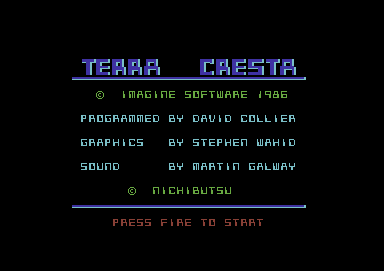 TERRA CRESTA
© IMAGINE SOFTWARE 1986
PROGRAMMED BY DAVID COLLIER
GRAPHICS BY STEPHEN WAHID
SOUND BY MARTIN GALWAY
© NICHIBUTSU
PRESS FIRE TO START